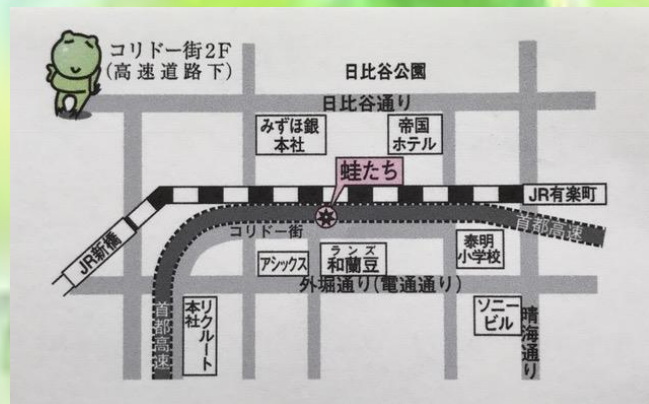 コリドー街2F
(高速道路下)
日比谷公園
日比谷通り
みずほ銀
本社
帝国
ホテル
蛙たち
JR有楽町
首都高速
コリドー街
JR新橋
アシックス
ランズ
和蘭豆
泰明
小学校
外堀通り(電通通り)
首都高速
リクルート
本社
ソニー
ビル
晴海通り